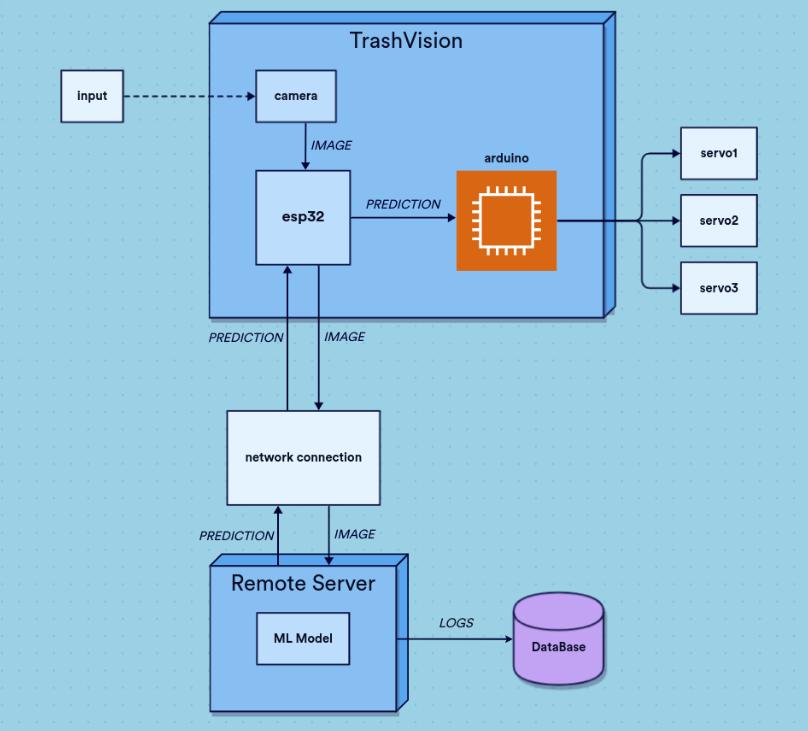 TrashVision
input
camera
IMAGE
arduino
servo1
esp32
PREDICTION
servo2
servo3
PREDICTION
IMAGE
network connection
PREDICTION
IMAGE
Remote Server
ML Model
LOGS
DataBase